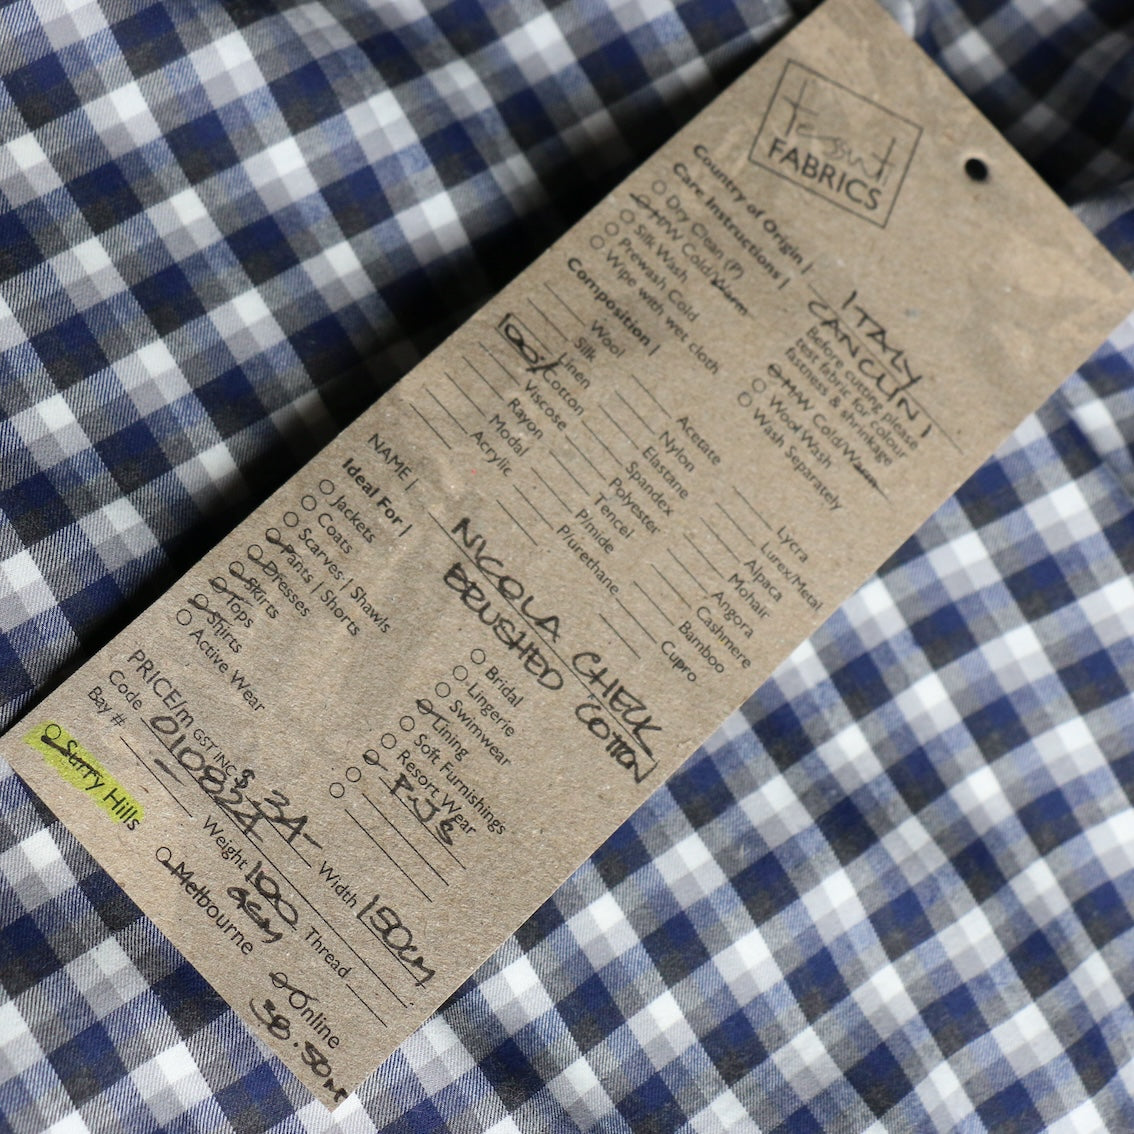 tessuti
FABRICS
Country of Origin | ITALY
Care Instructions | CANCLINI
Dry Clean (P)
HW Cold/Warm
Silk Wash
Prewash Cold
Wipe with wet cloth
Before cutting please
test fabric for colour
fastness & shrinkage
MW Cold/Warm
Wool Wash
Wash Separately
Composition |
Wool
Silk
Linen
100/ Cotton
Viscose
Rayon
Modal
Acrylic
Acetate
Nylon
Elastane
Spandex
Polyester
Tencel
P/mide
P/urethane
Lycra
Lurex/Metal
Alpaca
Mohair
Angora
Cashmere
Bamboo
Cupro
NAME | NICOLA CHECK
BRUSHED COTTON
Ideal For |
Jackets
Coats
Scarves | Shawls
Pants | Shorts
Dresses
Skirts
Tops
Shirts
Active Wear
Bridal
Lingerie
Swimwear
Lining
Soft Furnishings
Resort Wear
PJ'S
PRICE/m GST INC $ 34- Width 150cm
Code 010824 Weight 100 GSM Thread
Bay #
Surry Hills
Melbourne
Online
38.50m